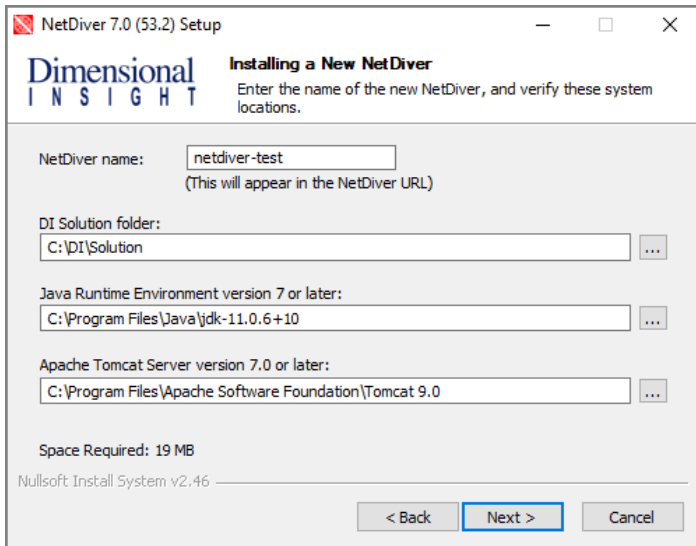 NetDiver 7.0 (53.2) Setup
Dimensional
INSIGHT
Installing a New NetDiver
Enter the name of the new NetDiver, and verify these system
locations.
NetDiver name:
netdiver-test
(This will appear in the NetDiver URL)
DI Solution folder:
C:\DI\Solution
...
Java Runtime Environment version 7 or later:
C:\Program Files\Java\jdk-11.0.6+10
...
Apache Tomcat Server version 7.0 or later:
C:\Program Files\Apache Software Foundation\Tomcat 9.0
...
Space Required: 19 MB
Nullsoft Install System v2.46
< Back
Next >
Cancel